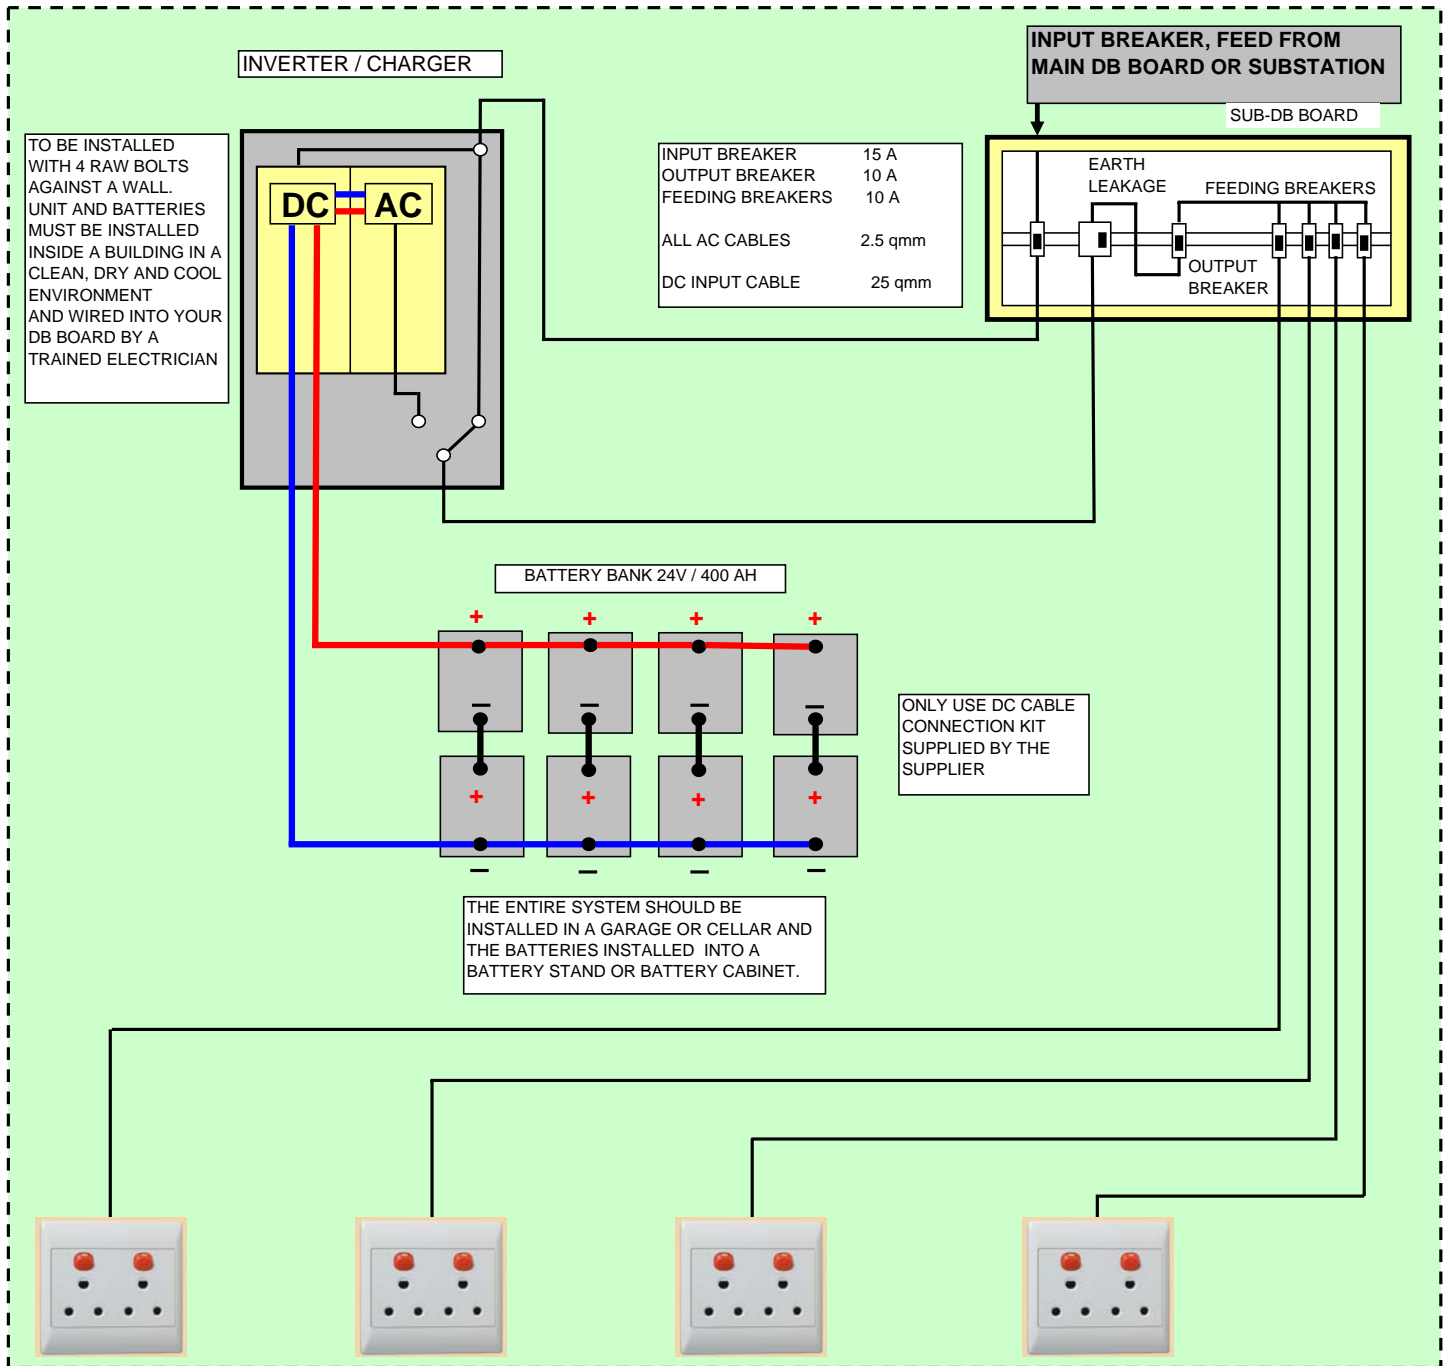 INVERTER / CHARGER
INPUT BREAKER, FEED FROM
MAIN DB BOARD OR SUBSTATION
SUB-DB BOARD
TO BE INSTALLED
WITH 4 RAW BOLTS
AGAINST A WALL.
UNIT AND BATTERIES
MUST BE INSTALLED
INSIDE A BUILDING IN A
CLEAN, DRY AND COOL
ENVIRONMENT
AND WIRED INTO YOUR
DB BOARD BY A
TRAINED ELECTRICIAN
DC AC
INPUT BREAKER 15 A
OUTPUT BREAKER 10 A
FEEDING BREAKERS 10 A
ALL AC CABLES 2.5 qmm
DC INPUT CABLE 25 qmm
EARTH
LEAKAGE
FEEDING BREAKERS
OUTPUT
BREAKER
BATTERY BANK 24V / 400 AH
+ + + +
– – – –
+ + + +
– – – –
ONLY USE DC CABLE
CONNECTION KIT
SUPPLIED BY THE
SUPPLIER
THE ENTIRE SYSTEM SHOULD BE
INSTALLED IN A GARAGE OR CELLAR AND
THE BATTERIES INSTALLED INTO A
BATTERY STAND OR BATTERY CABINET.